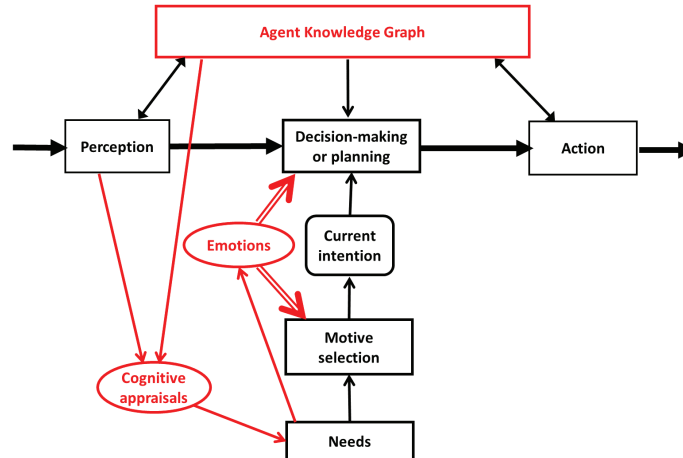 Agent Knowledge Graph
Perception
Decision-making
or planning
Action
Emotions
Current
intention
Motive
selection
Cognitive
appraisals
Needs